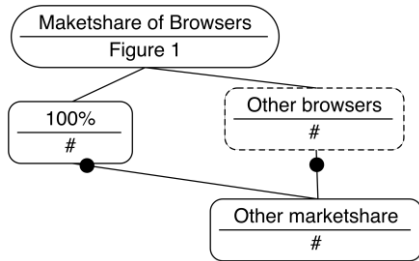 Maketshare of Browsers
Figure 1
100%
#
Other browsers
#
Other marketshare
#